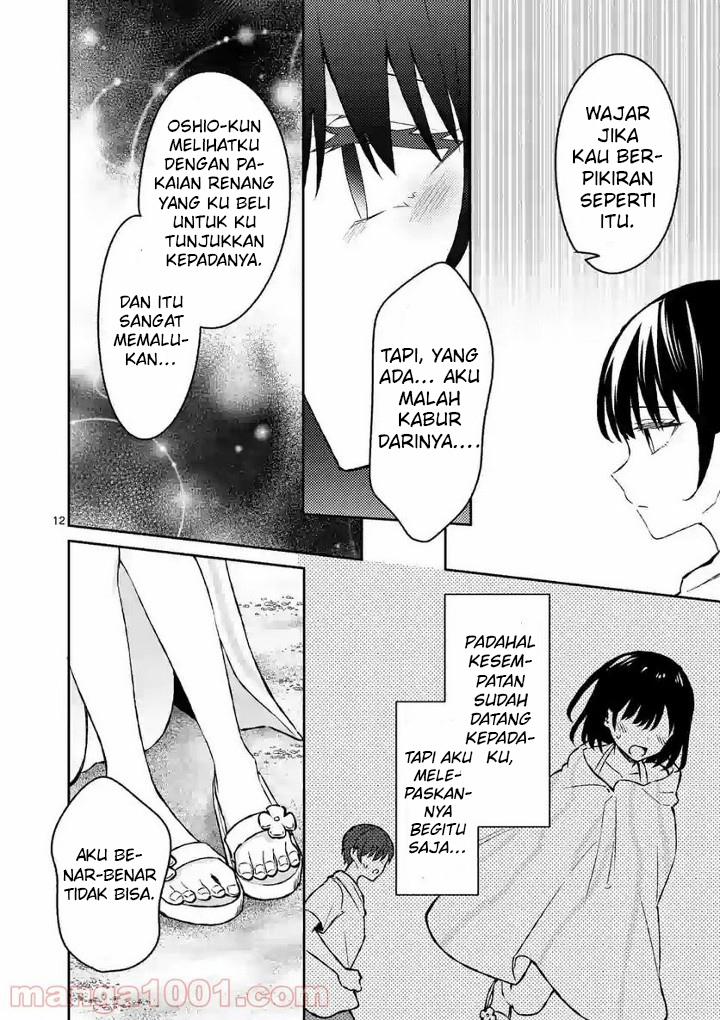 WAJAR
JIKA
KAU BER-
PIKIRAN
SEPERTI
ITU.
OSHIO-KUN
MELIHATKU
DENGAN PA-
KAIAN RENANG
YANG KU BELI
UNTUK KU
TUNJUKKAN
KEPADANYA.
DAN ITU
SANGAT
MEMALU-
KAN...
TAPI, YANG
ADA... AKU
MALAH
KABUR
DARINYA....
12
PADAHAL
KESEM-
PATAN
SUDAH
DATANG
KEPADA-
KU,
TAPI AKU
MELE-
PASKAN-
NYA
BEGITU
SAJA...
AKU BE-
NAR-BENAR
TIDAK BISA.
manga1001.com